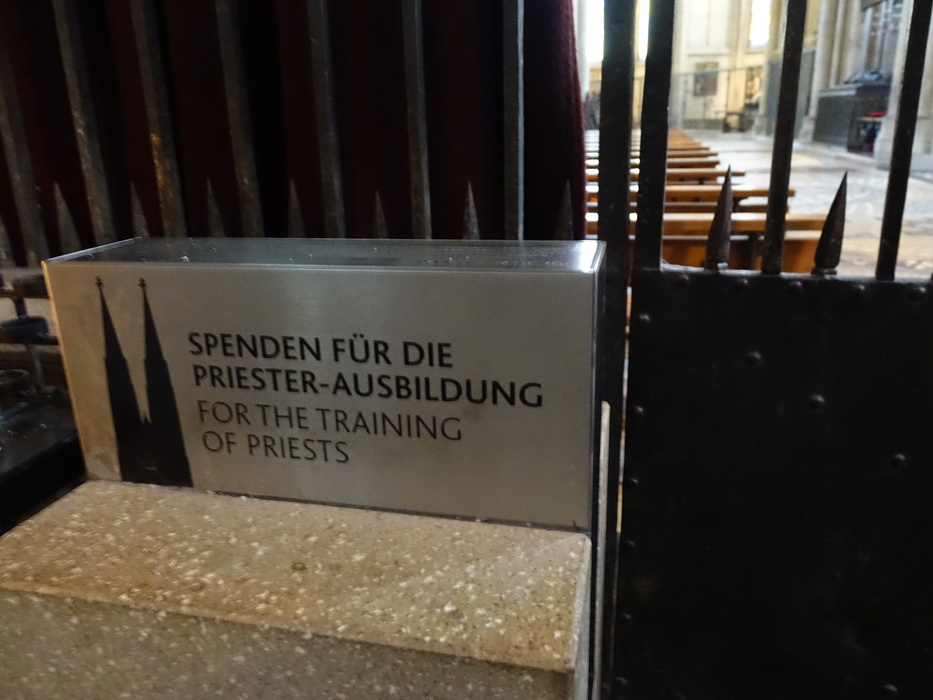 SPENDEN FÜR DIE
PRIESTER-AUSBILDUNG
FOR THE TRAINING
OF PRIESTS